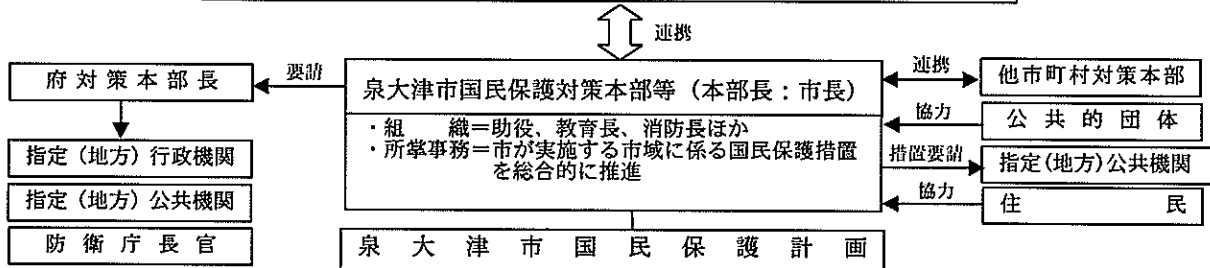 連携
府対策本部長
要請
泉大津市国民保護対策本部等（本部長：市長）
連携
他市町村対策本部
・組　　織＝助役、教育長、消防長ほか
・所掌事務＝市が実施する市域に係る国民保護措置
を総合的に推進
協力
公共的団体
指定（地方）行政機関
措置要請
指定（地方）公共機関
指定（地方）公共機関
協力
住民
防衛庁長官
泉大津市国民保護計画